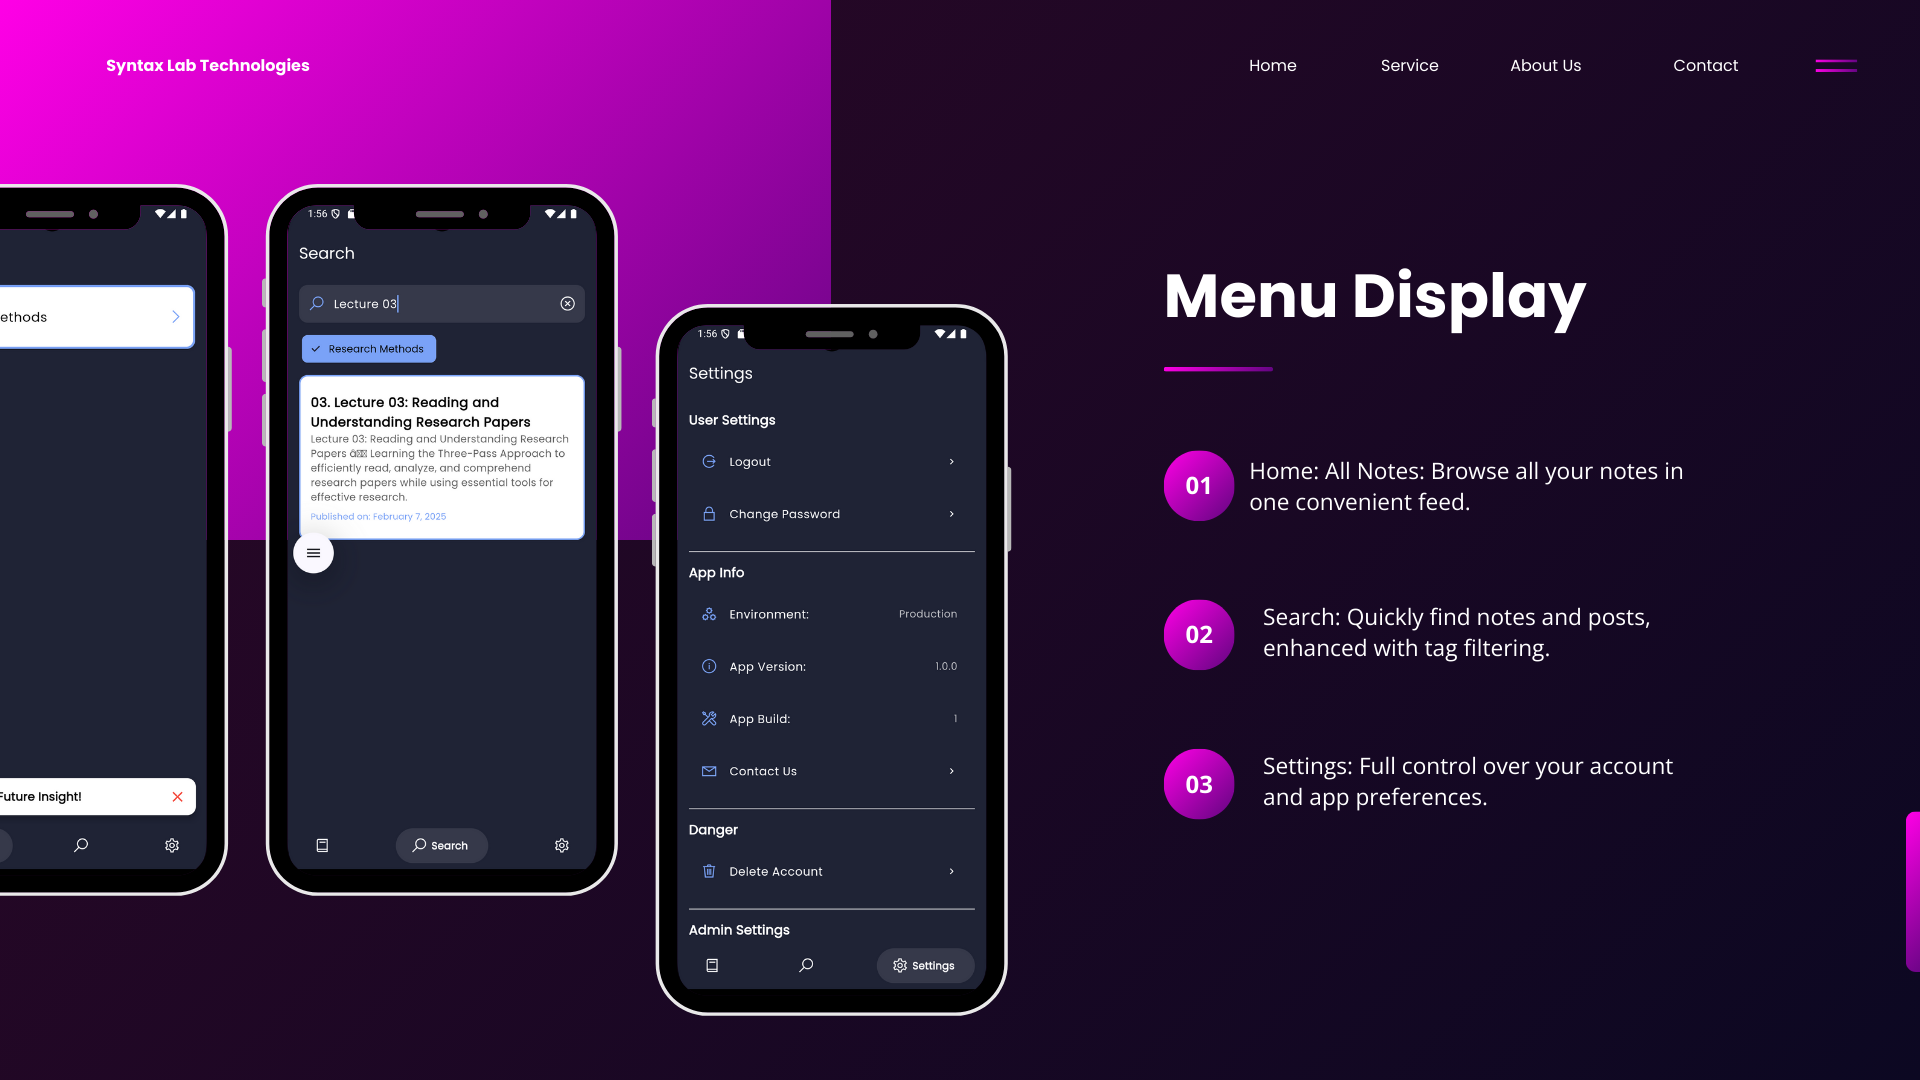 Syntax Lab Technologies
Home
Service
About Us
Contact
ethods
Future Insight!
1:56
Search
Lecture 03
Research Methods
03. Lecture 03: Reading and
Understanding Research Papers
Lecture 03: Reading and Understanding Research
Papers â Learning the Three-Pass Approach to
efficiently read, analyze, and comprehend
research papers while using essential tools for
effective research.
Published on: February 7, 2025
Search
1:56
Settings
User Settings
Logout
Change Password
App Info
Environment: Production
App Version: 1.0.0
App Build: 1
Contact Us
Danger
Delete Account
Admin Settings
Settings
Menu Display
01
Home: All Notes: Browse all your notes in
one convenient feed.
02
Search: Quickly find notes and posts,
enhanced with tag filtering.
03
Settings: Full control over your account
and app preferences.